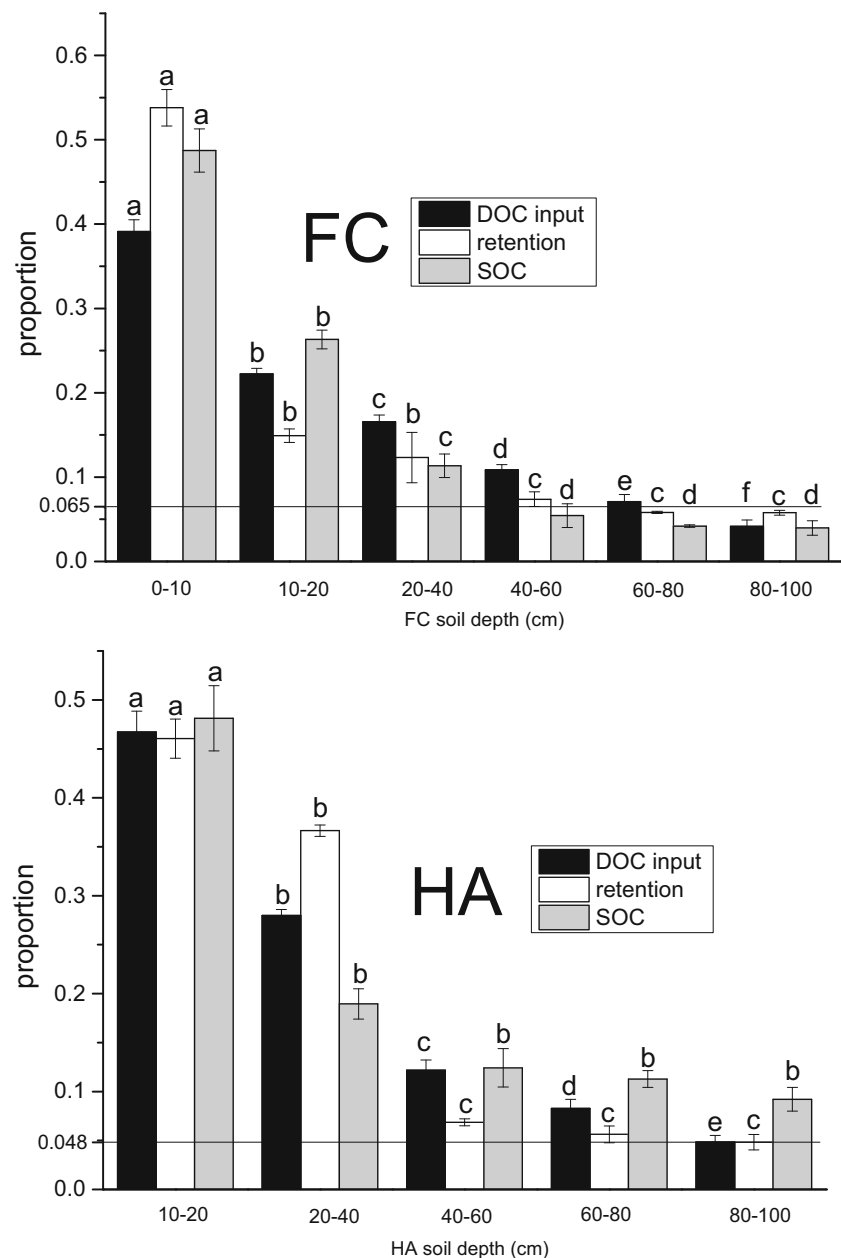 0.6
a
a
0.5
a
0.4
FC
DOC input
retention
SOC
proportion
0.3
b
b
0.2
b
c
b
c
d
c
d
e
c
d
f
c
d
0.1
0.065
0.0
0-10
10-20
20-40
40-60
60-80
80-100
FC soil depth (cm)
a
a
a
0.5
0.4
b
HA
DOC input
retention
SOC
proportion
0.3
b
b
0.2
c
c
b
d
c
b
e
c
b
0.1
0.048
0.0
10-20
20-40
40-60
60-80
80-100
HA soil depth (cm)